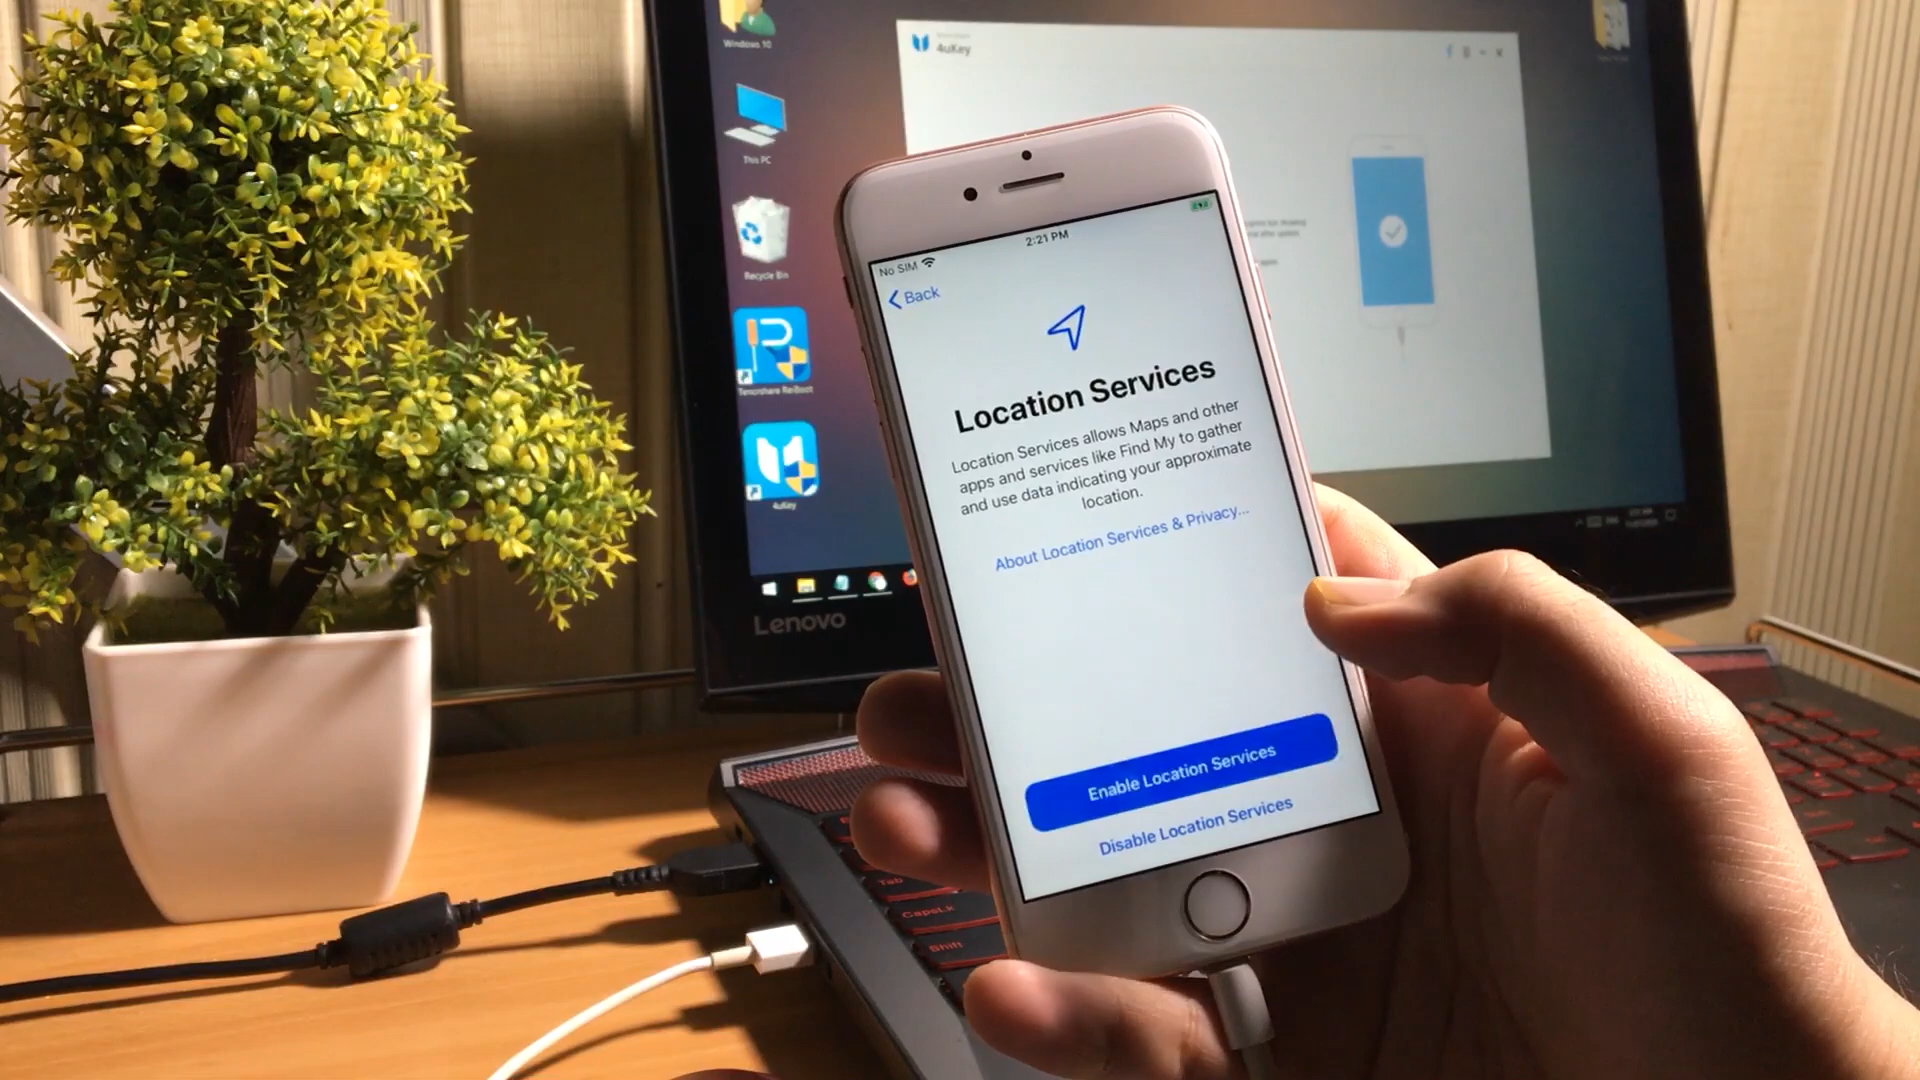 Windows 10
This PC
Recycle Bin
Tenorshare ReiBoot
4uKey
4uKey
Lenovo
2:21 PM
No SIM
Back
Location Services
Location Services allows Maps and other
apps and services like Find My to gather
and use data indicating your approximate
location.
About Location Services & Privacy...
Enable Location Services
Disable Location Services
Tab
CapsLk
Shift